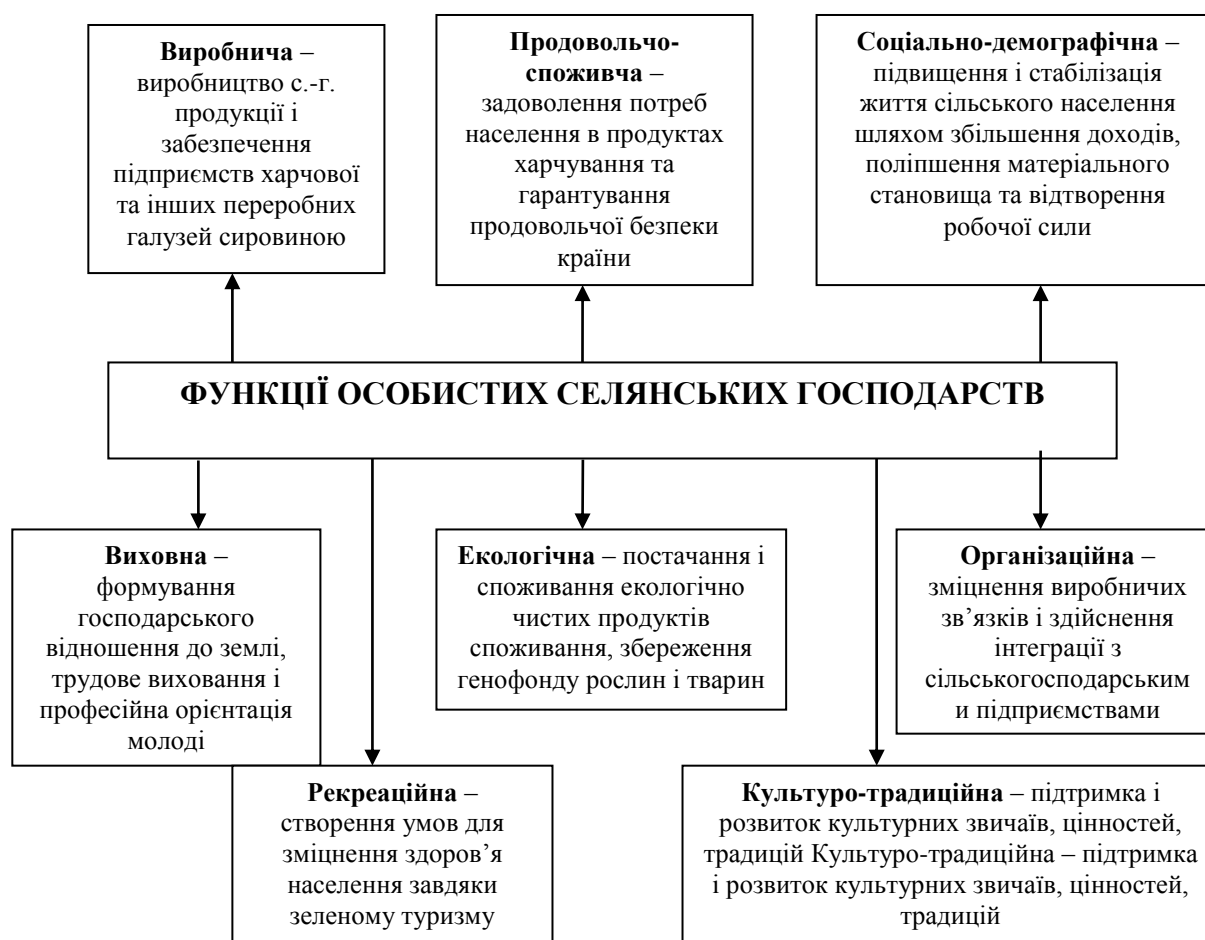 Виробнича –
виробництво с.-г.
продукції і
забезпечення
підприємств харчової
та інших переробних
галузей сировиною
Продовольчо-
споживча –
задоволення потреб
населення в продуктах
харчування та
гарантування
продовольчої безпеки
країни
Соціально-демографічна –
підвищення і стабілізація
життя сільського населення
шляхом збільшення доходів,
поліпшення матеріального
становища та відтворення
робочої сили
ФУНКЦІЇ ОСОБИСТИХ СЕЛЯНСЬКИХ ГОСПОДАРСТВ
Виховна –
формування
господарського
відношення до землі,
трудове виховання і
професійна орієнтація
молоді
Екологічна – постачання і
споживання екологічно
чистих продуктів
споживання, збереження
генофонду рослин і тварин
Організаційна –
зміцнення виробничих
зв’язків і здійснення
інтеграції з
сільськогосподарським
и підприємствами
Рекреаційна –
створення умов для
зміцнення здоров’я
населення завдяки
зеленому туризму
Культуро-традиційна – підтримка і
розвиток культурних звичаїв, цінностей,
традицій Культуро-традиційна – підтримка
і розвиток культурних звичаїв, цінностей,
традицій